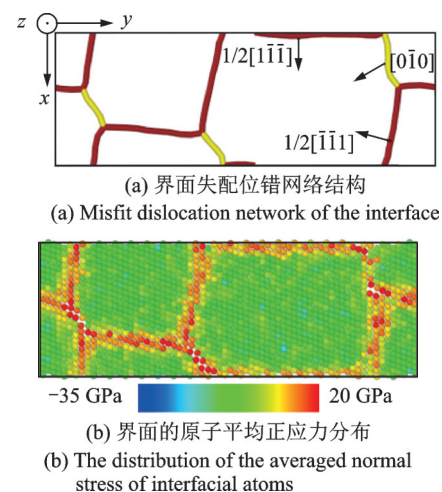 z y
x
1/2[11̅1̅]
[01̅0]
1/2[1̅1̅1]
(a) 界面失配位错网络结构
(a) Misfit dislocation network of the interface
−35 GPa 20 GPa
(b) 界面的原子平均正应力分布
(b) The distribution of the averaged normal
stress of interfacial atoms